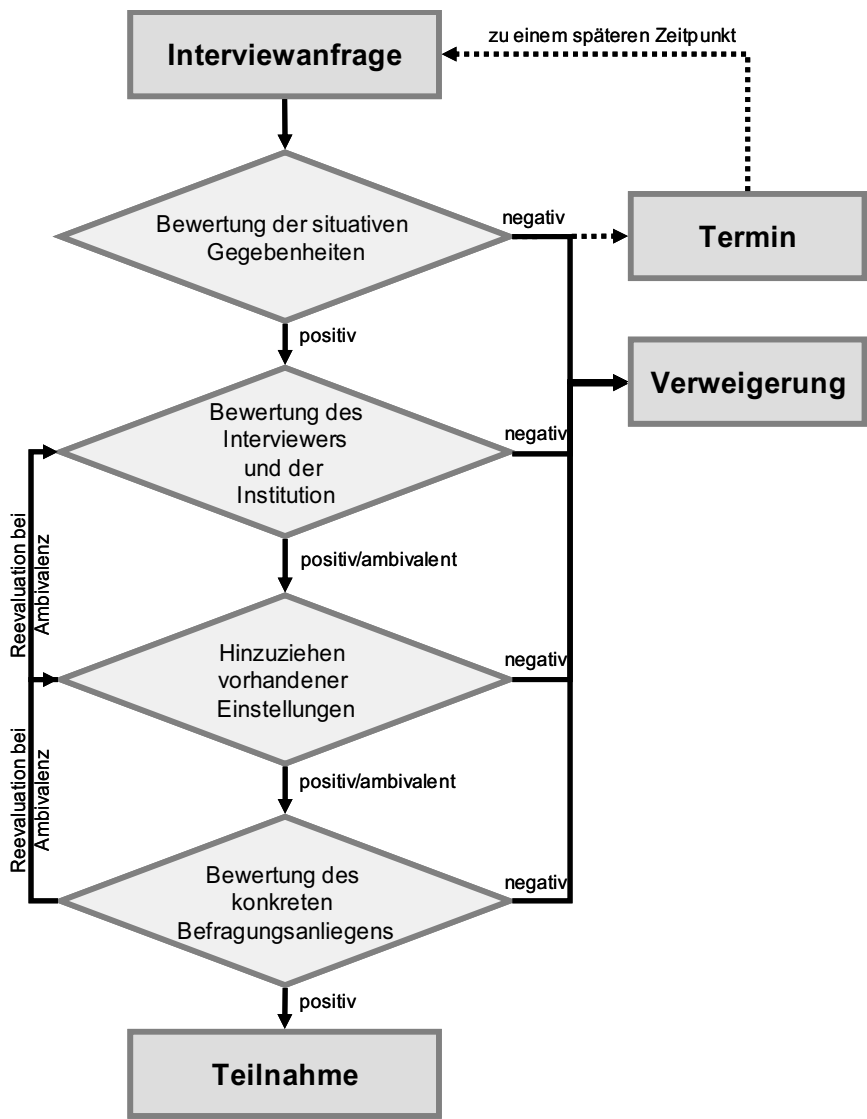 zu einem späteren Zeitpunkt
Interviewanfrage
Bewertung der situativen
Gegebenheiten
negativ
Termin
positiv
Verweigerung
Bewertung des
Interviewers
und der
Institution
negativ
Reevaluation bei
Ambivalenz
positiv/ambivalent
Hinzuziehen
vorhandener
Einstellungen
negativ
Reevaluation bei
Ambivalenz
positiv/ambivalent
Bewertung des
konkreten
Befragungsanliegens
negativ
positiv
Teilnahme